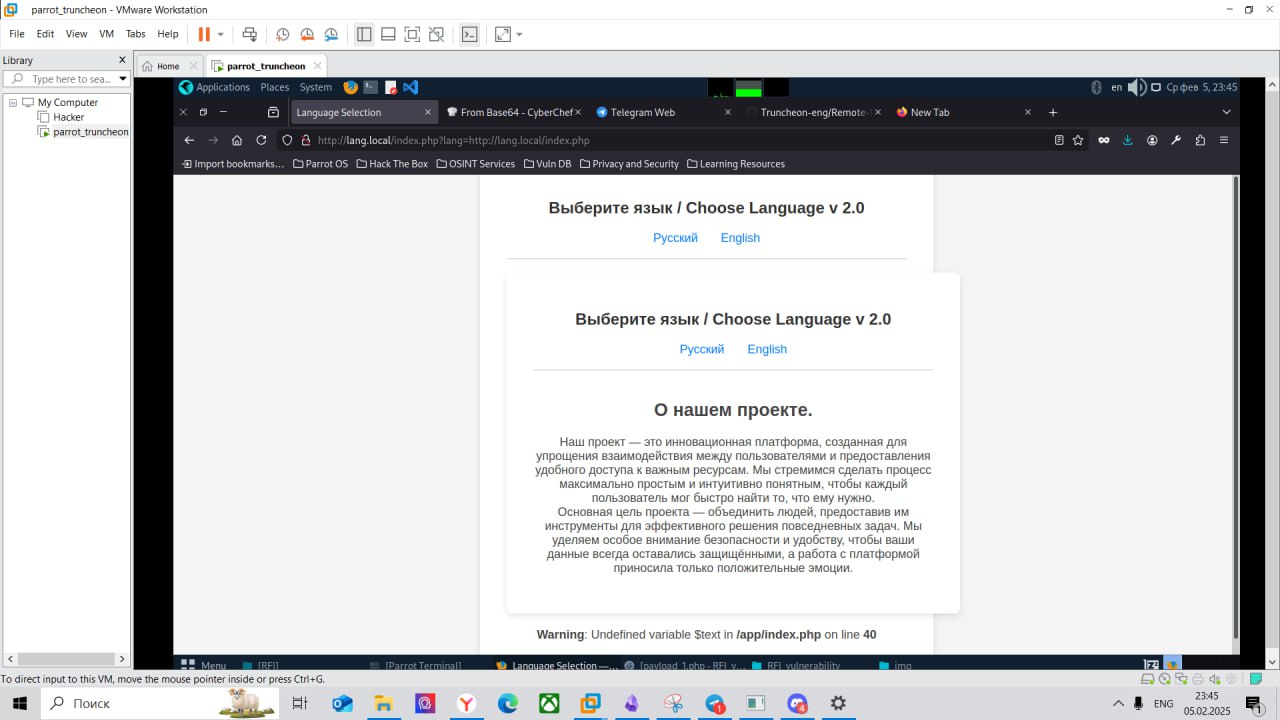 parrot_truncheon - VMware Workstation
File Edit View VM Tabs Help
Library
Type here to sea...
My Computer
Hacker
parrot_truncheon
Home
parrot_truncheon
Applications Places System
en
Ср фев 5, 23:45
Language Selection
From Base64 - CyberChef
Telegram Web
Truncheon-eng/Remote-
New Tab
http://lang.local/index.php?lang=http://lang.local/index.php
Import bookmarks... Parrot OS Hack The Box OSINT Services Vuln DB Privacy and Security Learning Resources
Выберите язык / Choose Language v 2.0
Русский English
Выберите язык / Choose Language v 2.0
Русский English
О нашем проекте.
Наш проект — это инновационная платформа, созданная для
упрощения взаимодействия между пользователями и предоставления
удобного доступа к важным ресурсам. Мы стремимся сделать процесс
максимально простым и интуитивно понятным, чтобы каждый
пользователь мог быстро найти то, что ему нужно.
Основная цель проекта — объединить людей, предоставив им
инструменты для эффективного решения повседневных задач. Мы
уделяем особое внимание безопасности и удобству, чтобы ваши
данные всегда оставались защищёнными, а работа с платформой
приносила только положительные эмоции.
Warning: Undefined variable $text in /app/index.php on line 40
Menu [RFI] [Parrot Terminal] Language Selection —... [payload_1.php - RFI_v... RFI_vulnerability img
To direct input to this VM, move the mouse pointer inside or press Ctrl+G.
Поиск
1
4
ENG
23:45
05.02.2025
1